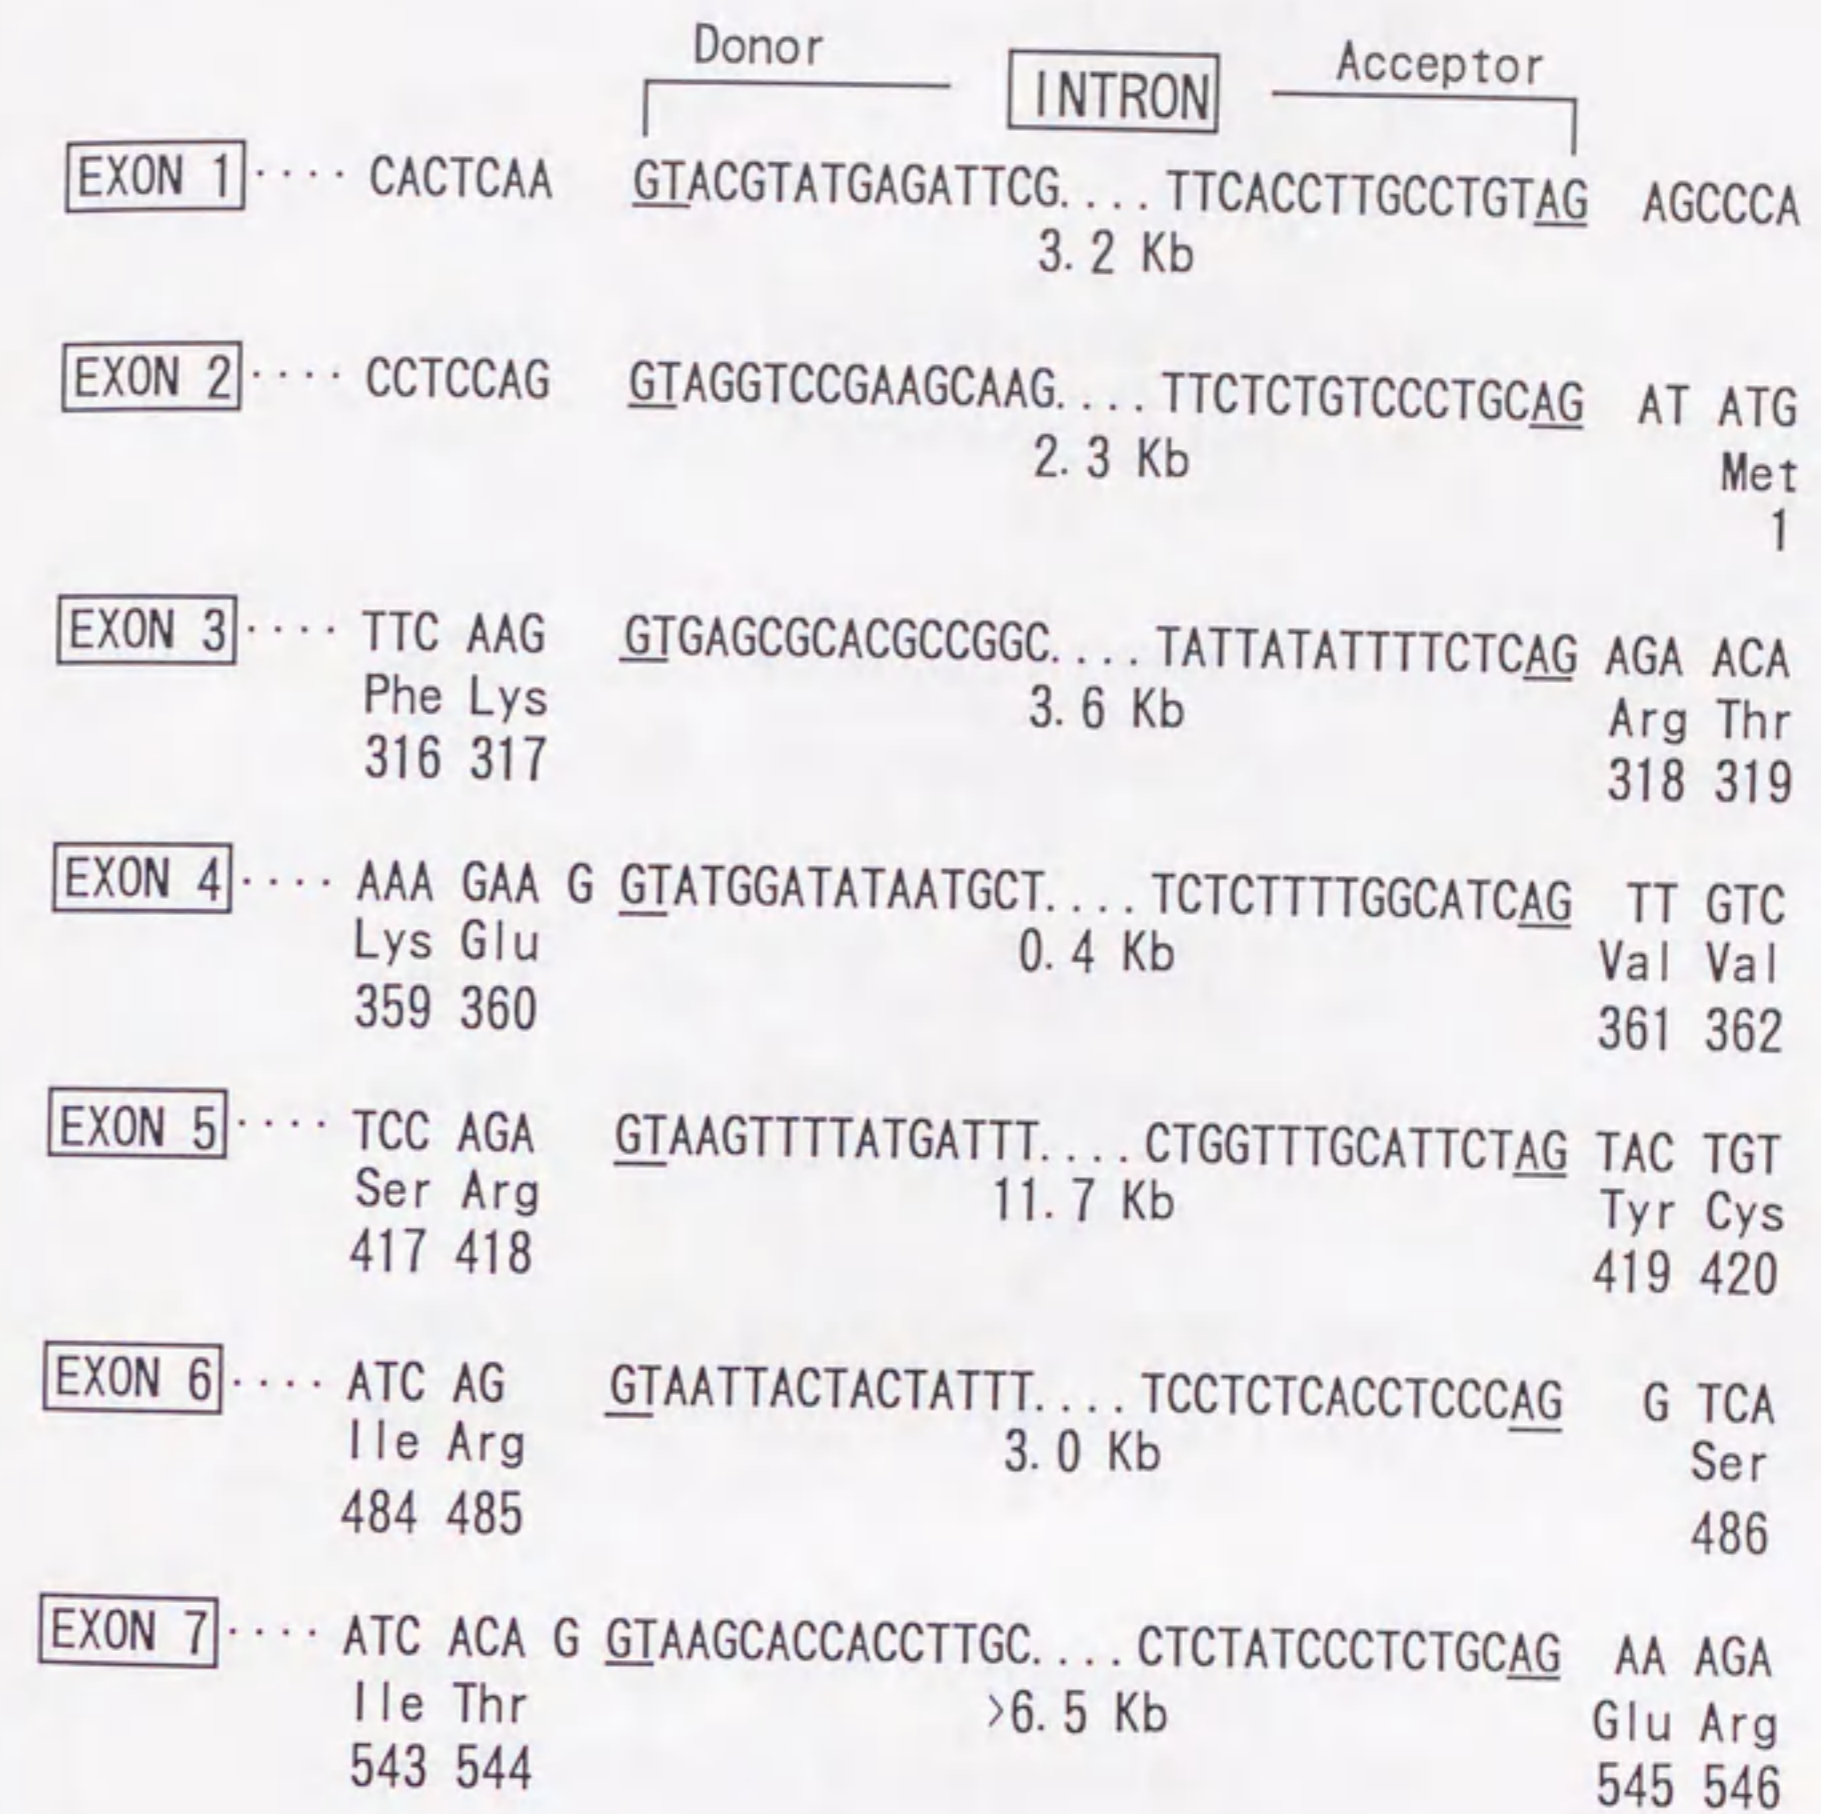 Donor INTRON Acceptor
EXON 1 ···· CACTCAA GTACGTATGAGATTCG.... TTCACCTTGCCTGTAG AGCCCA
3.2 Kb
EXON 2 ···· CCTCCAG GTAGGTCCGAAGCAAG.... TTCTCTGTCCCTGCAG AT ATG
2.3 Kb Met
1
EXON 3 ···· TTC AAG GTGAGCGCACGCCGGC.... TATTATATTTTCTCAG AGA ACA
Phe Lys 3.6 Kb Arg Thr
316 317 318 319
EXON 4 ···· AAA GAA G GTATGGATATAATGCT.... TCTCTTTTGGCATCAG TT GTC
Lys Glu 0.4 Kb Val Val
359 360 361 362
EXON 5 ···· TCC AGA GTAAGTTTTATGATTT.... CTGGTTTGCATTCTAG TAC TGT
Ser Arg 11.7 Kb Tyr Cys
417 418 419 420
EXON 6 ···· ATC AG GTAATTACTACTATTT.... TCCTCTCACCTCCCAG G TCA
Ile Arg 3.0 Kb Ser
484 485 486
EXON 7 ···· ATC ACA G GTAAGCACCACCTTGC.... CTCTATCCCTCTGCAG AA AGA
Ile Thr >6.5 Kb Glu Arg
543 544 545 546